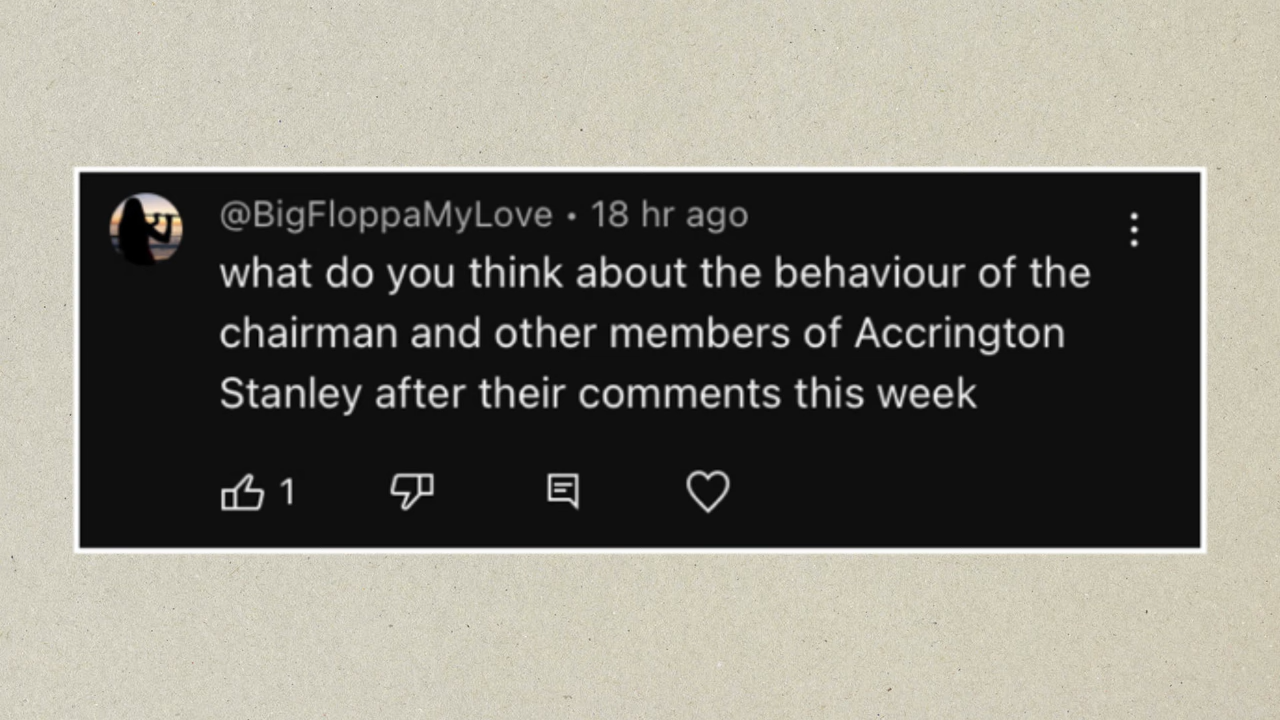 @BigFloppaMyLove • 18 hr ago
what do you think about the behaviour of the
chairman and other members of Accrington
Stanley after their comments this week
1